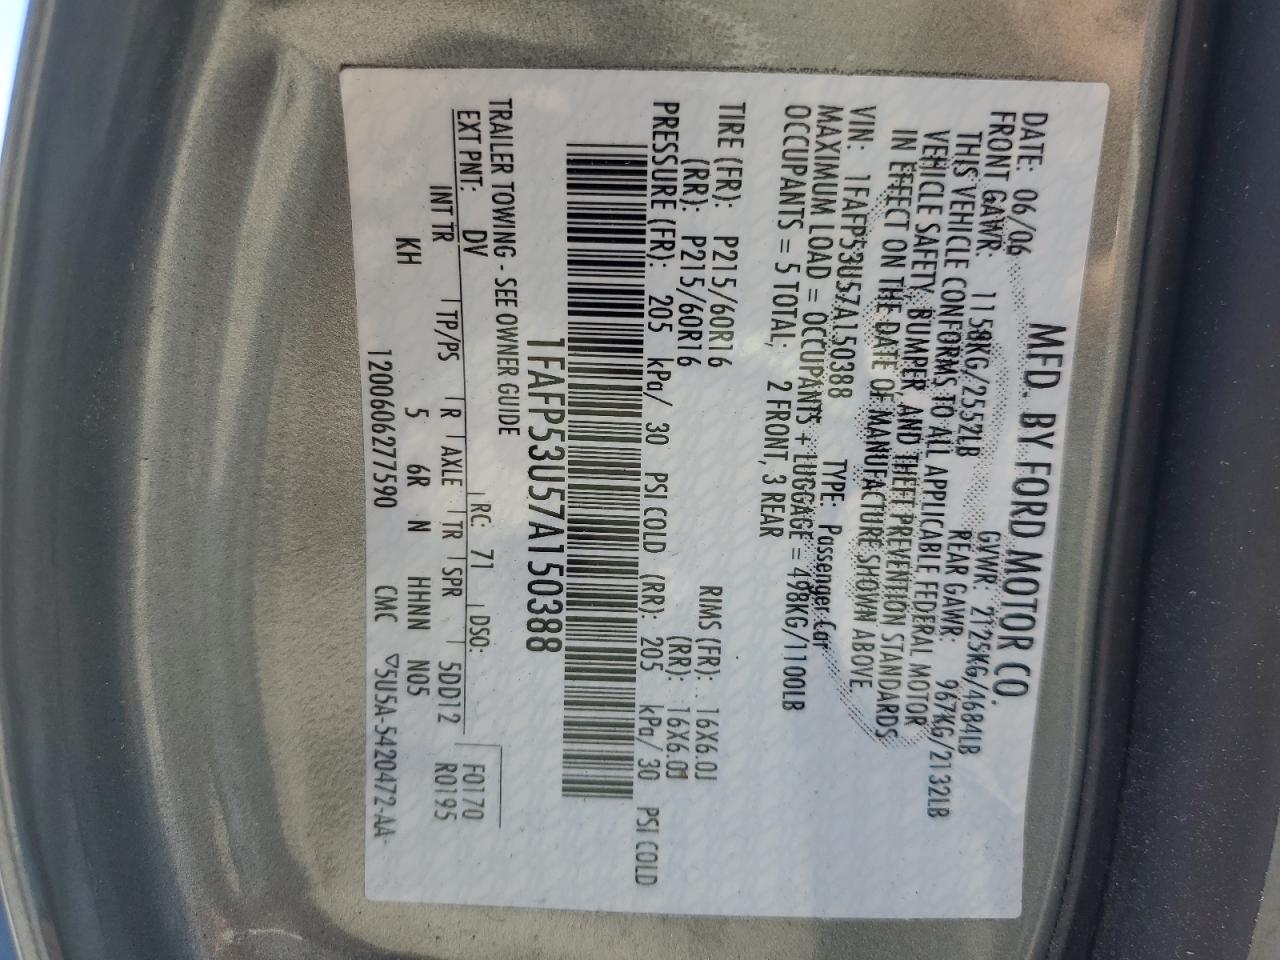 MFD. BY FORD MOTOR CO.
DATE: 06/06 GVWR: 2125KG/4684LB
FRONT GAWR: 1158KG/2552LB REAR GAWR: 967KG/2132LB
THIS VEHICLE CONFORMS TO ALL APPLICABLE FEDERAL MOTOR
VEHICLE SAFETY, BUMPER, AND THEFT PREVENTION STANDARDS
IN EFFECT ON THE DATE OF MANUFACTURE SHOWN ABOVE.
VIN: 1FAFP53U57A150388 TYPE: Passenger Car
MAXIMUM LOAD = OCCUPANTS + LUGGAGE = 498KG/1100LB
OCCUPANTS = 5 TOTAL; 2 FRONT, 3 REAR
TIRE (FR): P215/60R16 RIMS (FR): 16X6.0J
(RR): P215/60R16 (RR): 16X6.0J
PRESSURE (FR): 205 kPa/ 30 PSI COLD (RR): 205 kPa/ 30 PSI COLD
1FAFP53U57A150388
TRAILER TOWING - SEE OWNER GUIDE
EXT PNT: DV RC: 71 DSO: F0170
INT TR TP/PS R AXLE TR SPR 5DD12 R0195
KH 5 6R N HHNN N05
120060627 7590 CMC ▽5U5A-5420472-AA